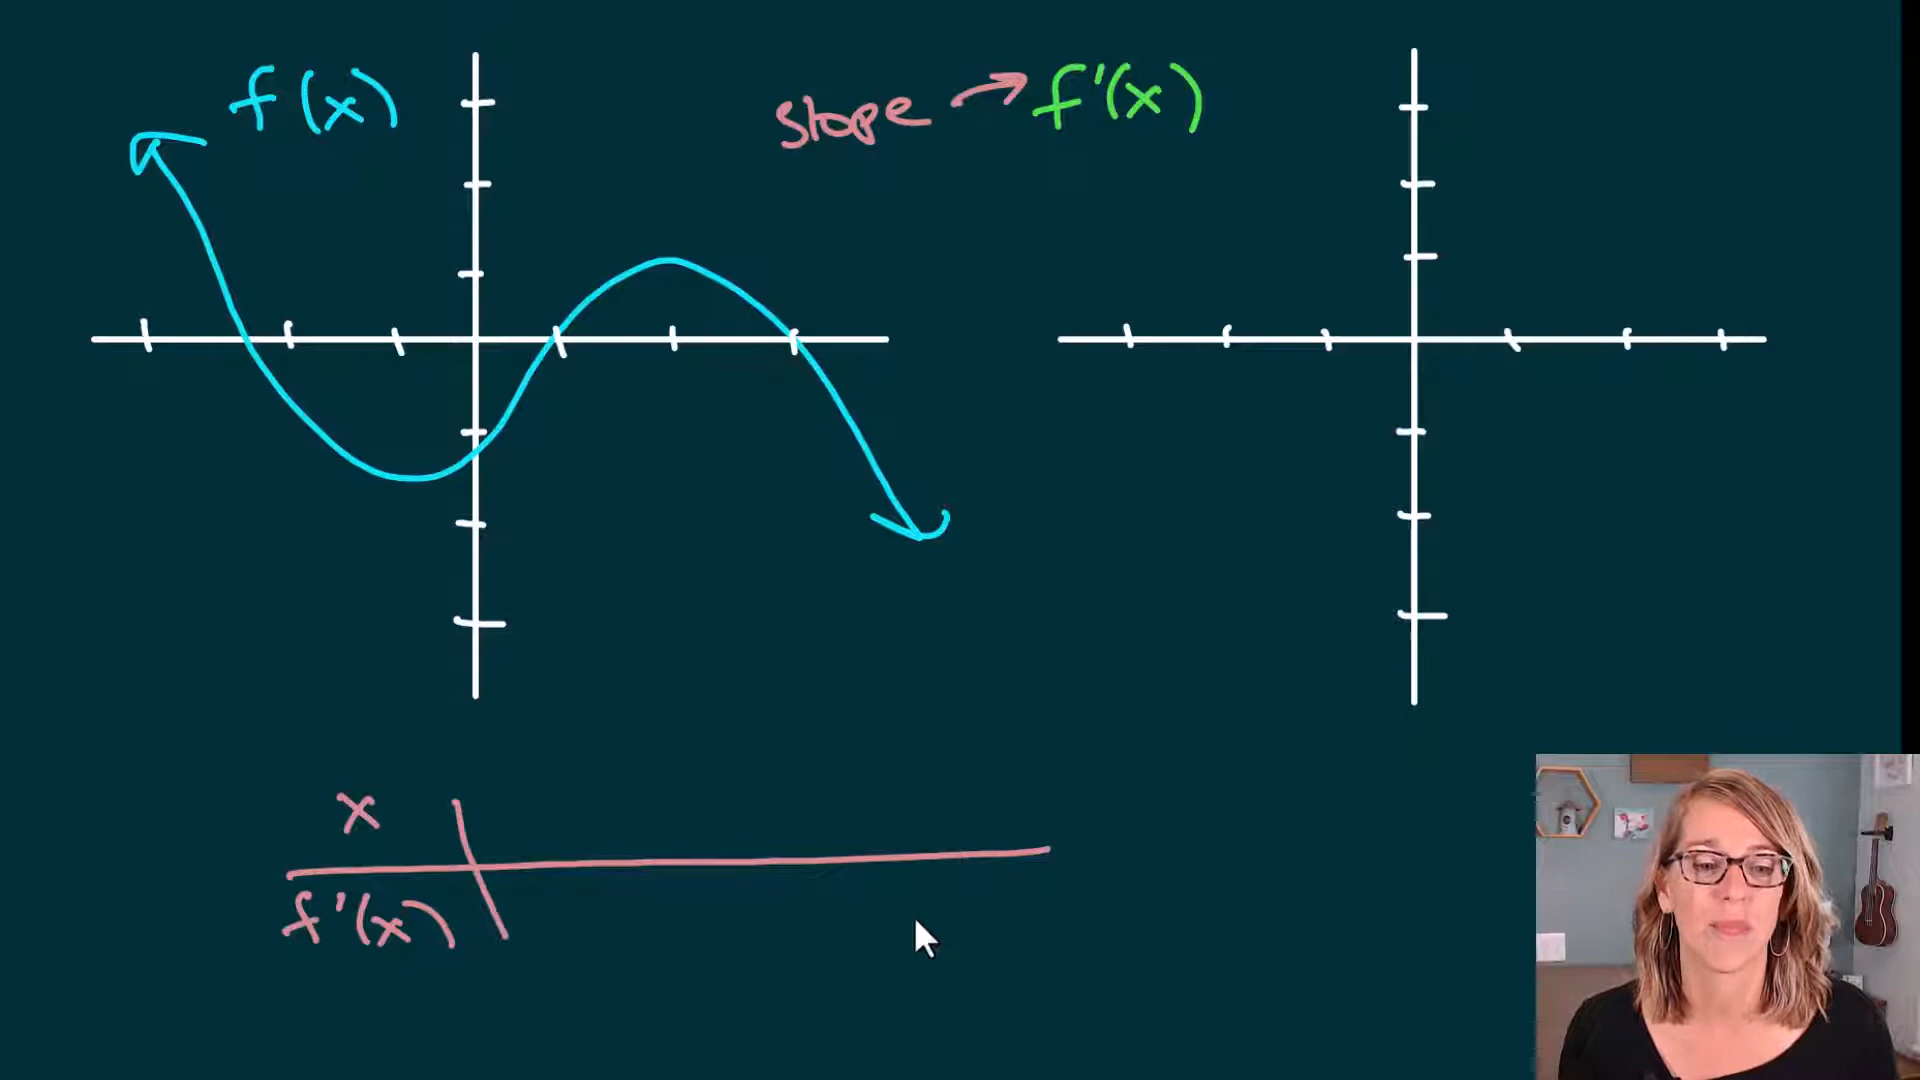 f(x)
slope → f'(x)
x
f'(x)